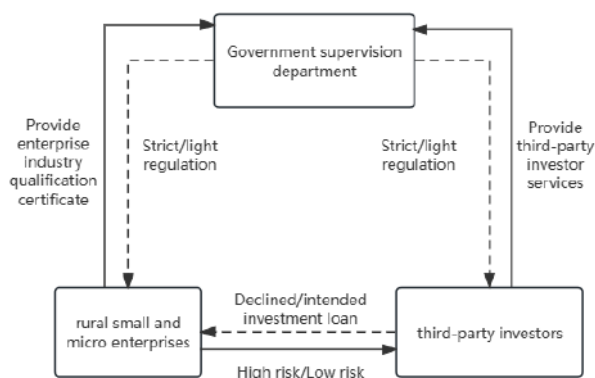 Government supervision
department
Provide
enterprise
industry
qualification
certificate
Strict/light
regulation
Strict/light
regulation
Provide
third-party
investor
services
Declined/intended
investment loan
rural small and
micro enterprises
third-party investors
High risk/Low risk